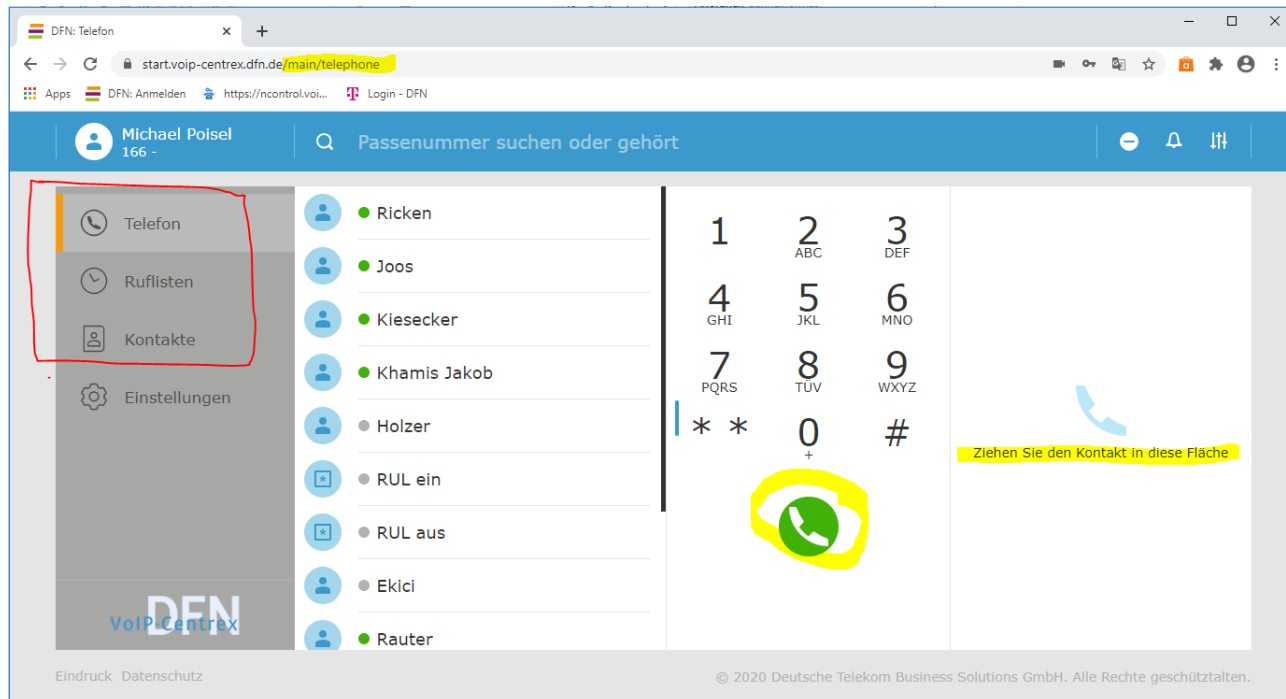 DFN: Telefon
start.voip-centrex.dfn.de/main/telephone
Apps DFN: Anmelden https://ncontrol.voi... Login - DFN
Michael Poisel
166 -
Passenummer suchen oder gehört
Telefon
Ruflisten
Kontakte
Einstellungen
DFN
VoIP-Centrex
Ricken
Joos
Kiesecker
Khamis Jakob
Holzer
RUL ein
RUL aus
Ekici
Rauter
1 2 3
ABC DEF
4 5 6
GHI JKL MNO
7 8 9
PQRS TÜV WXYZ
* * 0 #
+
Ziehen Sie den Kontakt in diese Fläche
Eindruck Datenschutz
© 2020 Deutsche Telekom Business Solutions GmbH. Alle Rechte geschütztalten.